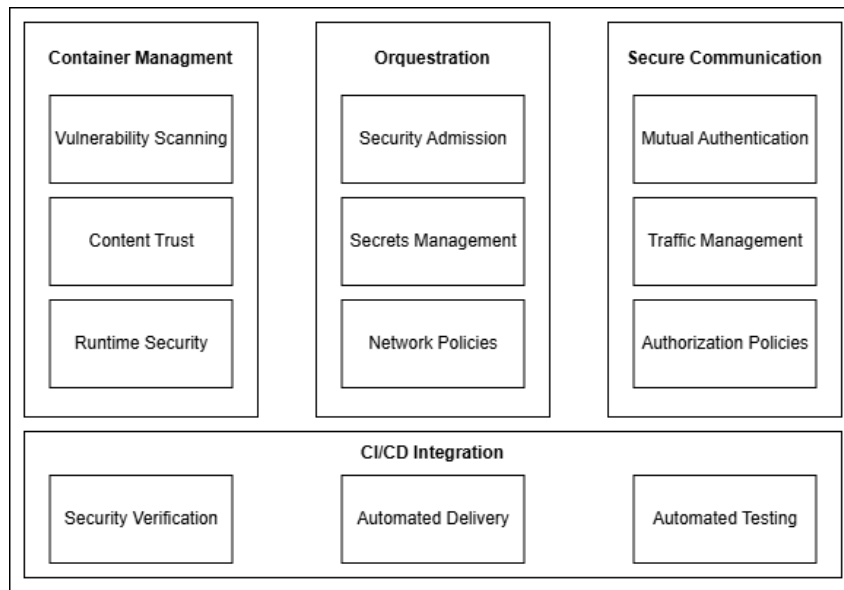 Container Managment
Orquestration
Secure Communication
Vulnerability Scanning
Security Admission
Mutual Authentication
Content Trust
Secrets Management
Traffic Management
Runtime Security
Network Policies
Authorization Policies
CI/CD Integration
Security Verification
Automated Delivery
Automated Testing